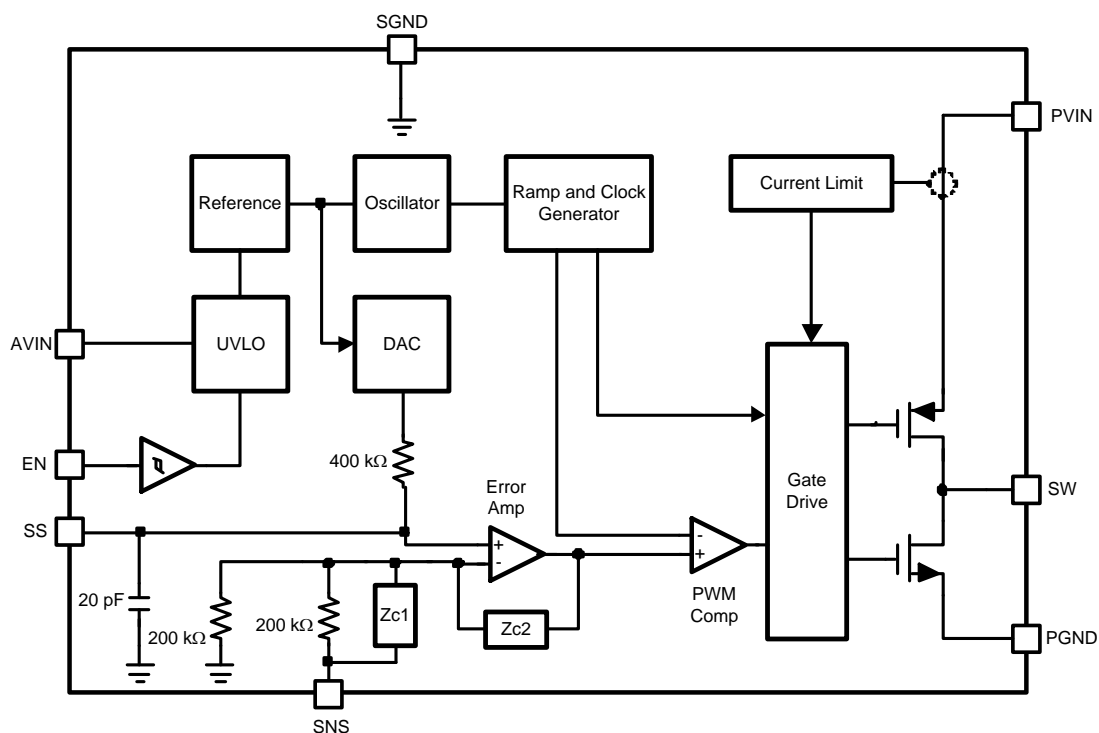 SGND
PVIN
Reference
Oscillator
Ramp and Clock
Generator
Current Limit
AVIN
UVLO
DAC
EN
400 kΩ
Error
Amp
Gate
Drive
SW
SS
+
-
-
+
20 pF
200 kΩ
200 kΩ
Zc1
Zc2
PWM
Comp
PGND
SNS